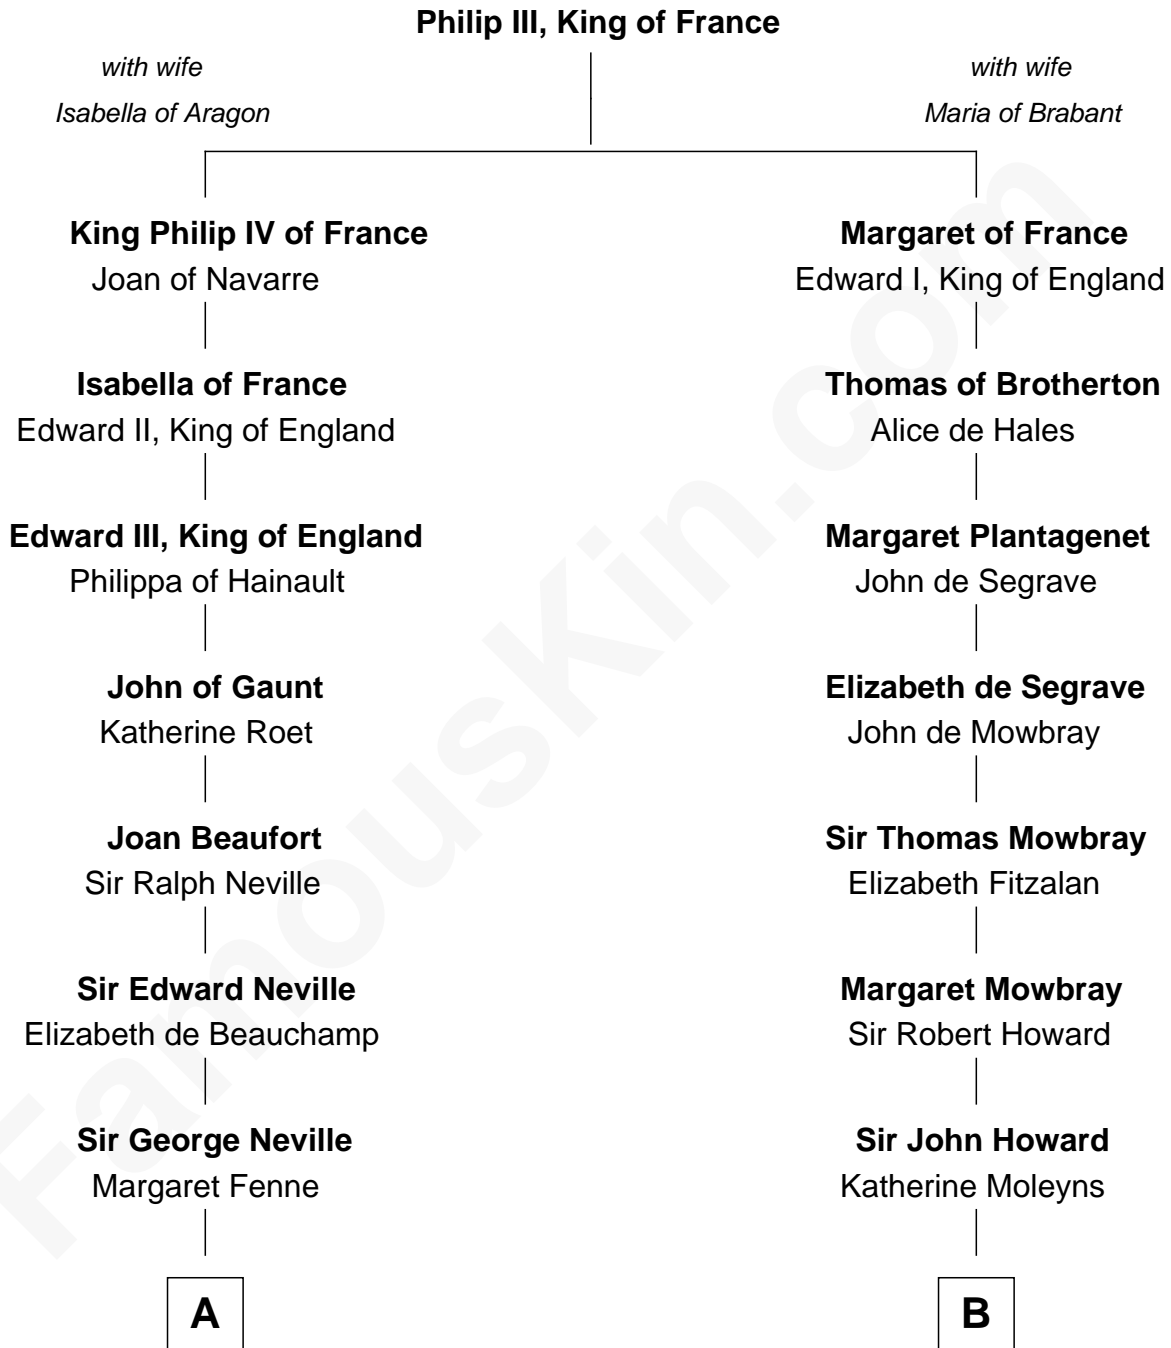 Philip III, King of France
with wife
Isabella of Aragon
with wife
Maria of Brabant
King Philip IV of France
Joan of Navarre
Margaret of France
Edward I, King of England
Isabella of France
Edward II, King of England
Thomas of Brotherton
Alice de Hales
Edward III, King of England
Philippa of Hainault
Margaret Plantagenet
John de Segrave
John of Gaunt
Katherine Roet
Elizabeth de Segrave
John de Mowbray
Joan Beaufort
Sir Ralph Neville
Sir Thomas Mowbray
Elizabeth Fitzalan
Sir Edward Neville
Elizabeth de Beauchamp
Margaret Mowbray
Sir Robert Howard
Sir George Neville
Margaret Fenne
Sir John Howard
Katherine Moleyns
A
B
FamousKin.com